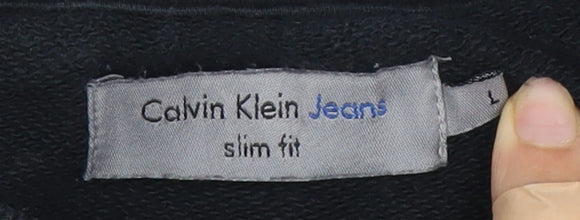 Calvin Klein Jeans
slim fit
L